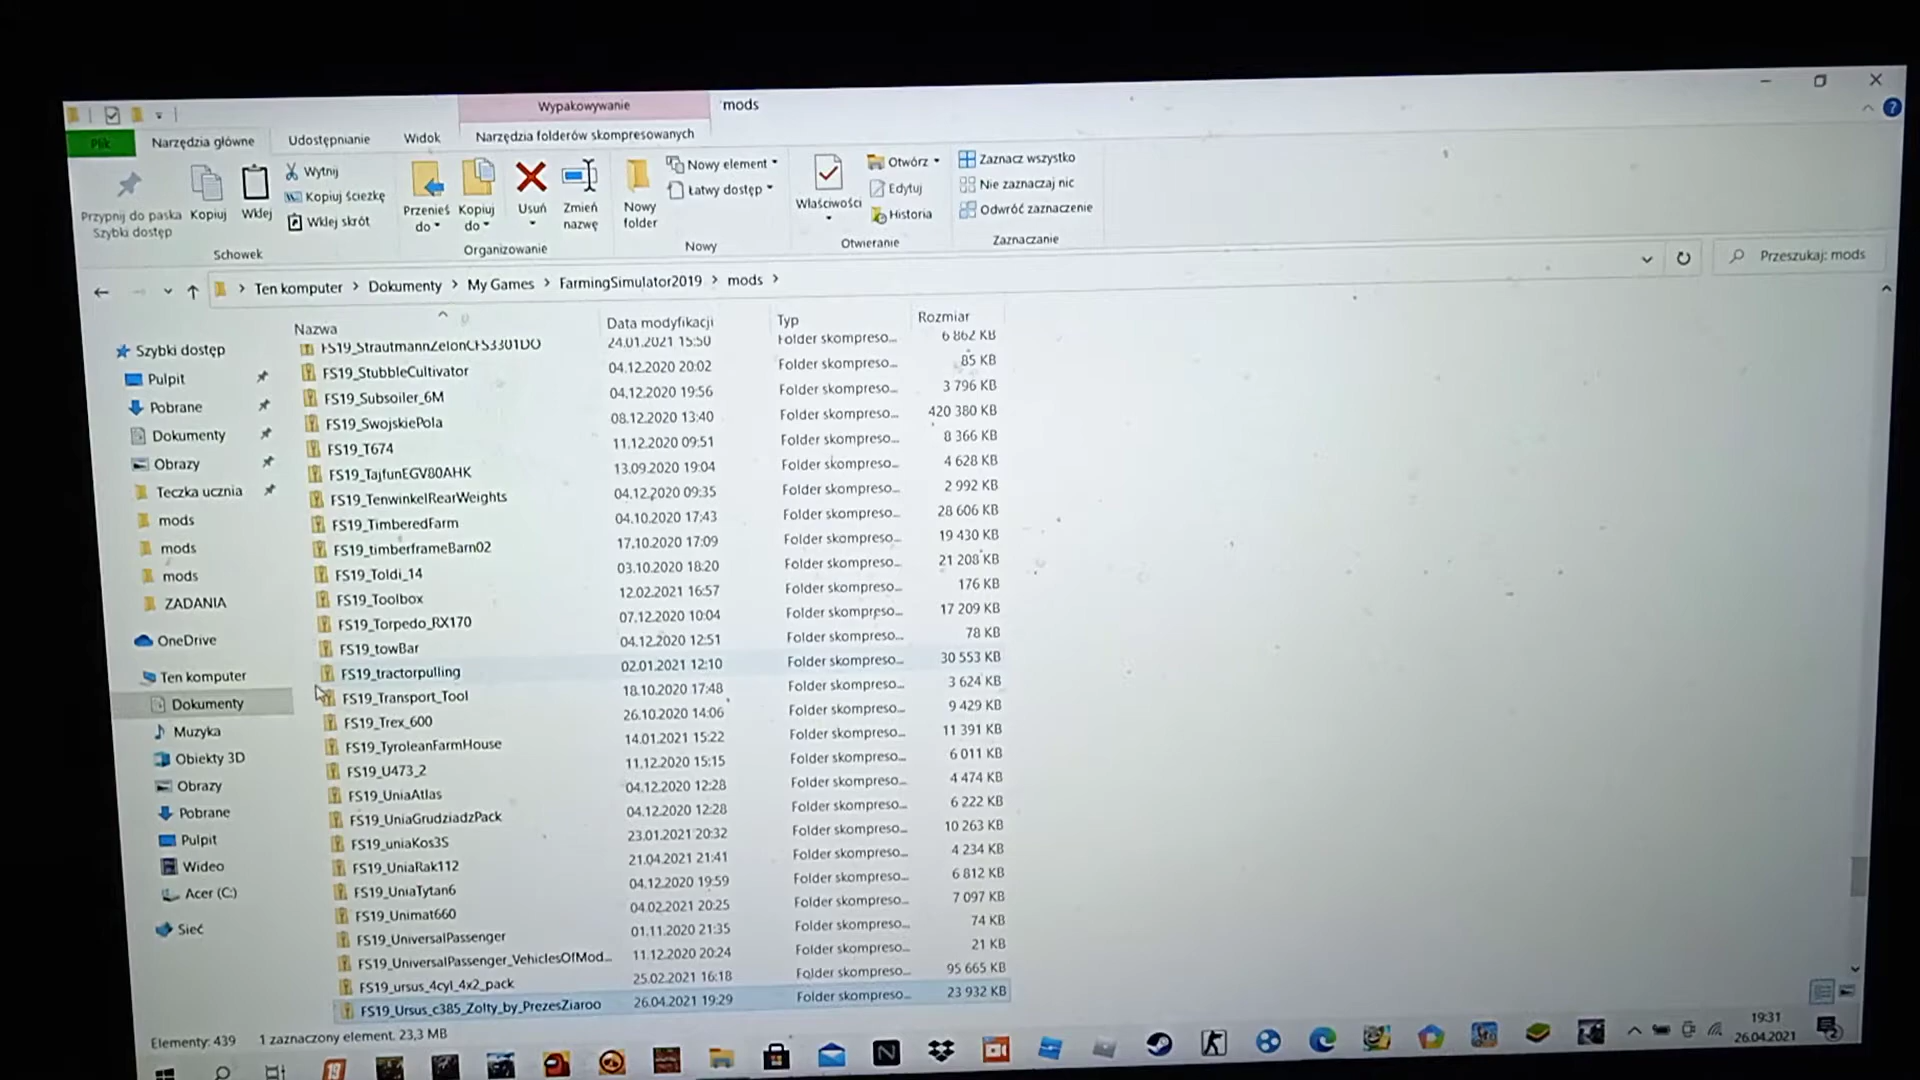 Wypakowywanie
mods
Plik
Narzędzia główne
Udostępnianie
Widok
Narzędzia folderów skompresowanych
Przypnij do paska Szybki dostęp
Kopiuj
Wklej
Wytnij
Kopiuj ścieżkę
Wklej skrót
Schowek
Przenieś do
Kopiuj do
Usuń
Zmień nazwę
Organizowanie
Nowy folder
Nowy element
Łatwy dostęp
Nowy
Właściwości
Otwórz
Edytuj
Historia
Otwieranie
Zaznacz wszystko
Nie zaznaczaj nic
Odwróć zaznaczenie
Zaznaczanie
Ten komputer > Dokumenty > My Games > FarmingSimulator2019 > mods >
Przeszukaj: mods
Szybki dostęp
Pulpit
Pobrane
Dokumenty
Obrazy
Teczka ucznia
mods
mods
mods
ZADANIA
OneDrive
Ten komputer
Dokumenty
Muzyka
Obiekty 3D
Obrazy
Pobrane
Pulpit
Wideo
Acer (C:)
Sieć
Nazwa Data modyfikacji Typ Rozmiar
FS19_StrautmannZelonCFS3301DO 24.01.2021 15:50 Folder skompreso... 6 862 KB
FS19_StubbleCultivator 04.12.2020 20:02 Folder skompreso... 85 KB
FS19_Subsoiler_6M 04.12.2020 19:56 Folder skompreso... 3 796 KB
FS19_SwojskiePola 08.12.2020 13:40 Folder skompreso... 420 380 KB
FS19_T674 11.12.2020 09:51 Folder skompreso... 8 366 KB
FS19_TajfunEGV80AHK 13.09.2020 19:04 Folder skompreso... 4 628 KB
FS19_TenwinkelRearWeights 04.12.2020 09:35 Folder skompreso... 2 992 KB
FS19_TimberedFarm 04.10.2020 17:43 Folder skompreso... 28 606 KB
FS19_timberframeBarn02 17.10.2020 17:09 Folder skompreso... 19 430 KB
FS19_Toldi_14 03.10.2020 18:20 Folder skompreso... 21 208 KB
FS19_Toolbox 12.02.2021 16:57 Folder skompreso... 176 KB
FS19_Torpedo_RX170 07.12.2020 10:04 Folder skompreso... 17 209 KB
FS19_towBar 04.12.2020 12:51 Folder skompreso... 78 KB
FS19_tractorpulling 02.01.2021 12:10 Folder skompreso... 30 553 KB
FS19_Transport_Tool 18.10.2020 17:48 Folder skompreso... 3 624 KB
FS19_Trex_600 26.10.2020 14:06 Folder skompreso... 9 429 KB
FS19_TyroleanFarmHouse 14.01.2021 15:22 Folder skompreso... 11 391 KB
FS19_U473_2 11.12.2020 15:15 Folder skompreso... 6 011 KB
FS19_UniaAtlas 04.12.2020 12:28 Folder skompreso... 4 474 KB
FS19_UniaGrudziadzPack 04.12.2020 12:28 Folder skompreso... 6 222 KB
FS19_uniaKos3S 23.01.2021 20:32 Folder skompreso... 10 263 KB
FS19_UniaRak112 21.04.2021 21:41 Folder skompreso... 4 234 KB
FS19_UniaTytan6 04.12.2020 19:59 Folder skompreso... 6 812 KB
FS19_Unimat660 04.02.2021 20:25 Folder skompreso... 7 097 KB
FS19_UniversalPassenger 01.11.2020 21:35 Folder skompreso... 74 KB
FS19_UniversalPassenger_VehiclesOfMod... 11.12.2020 20:24 Folder skompreso... 21 KB
FS19_ursus_4cyl_4x2_pack 25.02.2021 16:18 Folder skompreso... 95 665 KB
FS19_Ursus_c385_Zolty_by_PrezesZiaroo 26.04.2021 19:29 Folder skompreso... 23 932 KB
Elementy: 439 1 zaznaczony element. 23,3 MB
19
N
19:31
26.04.2021
2